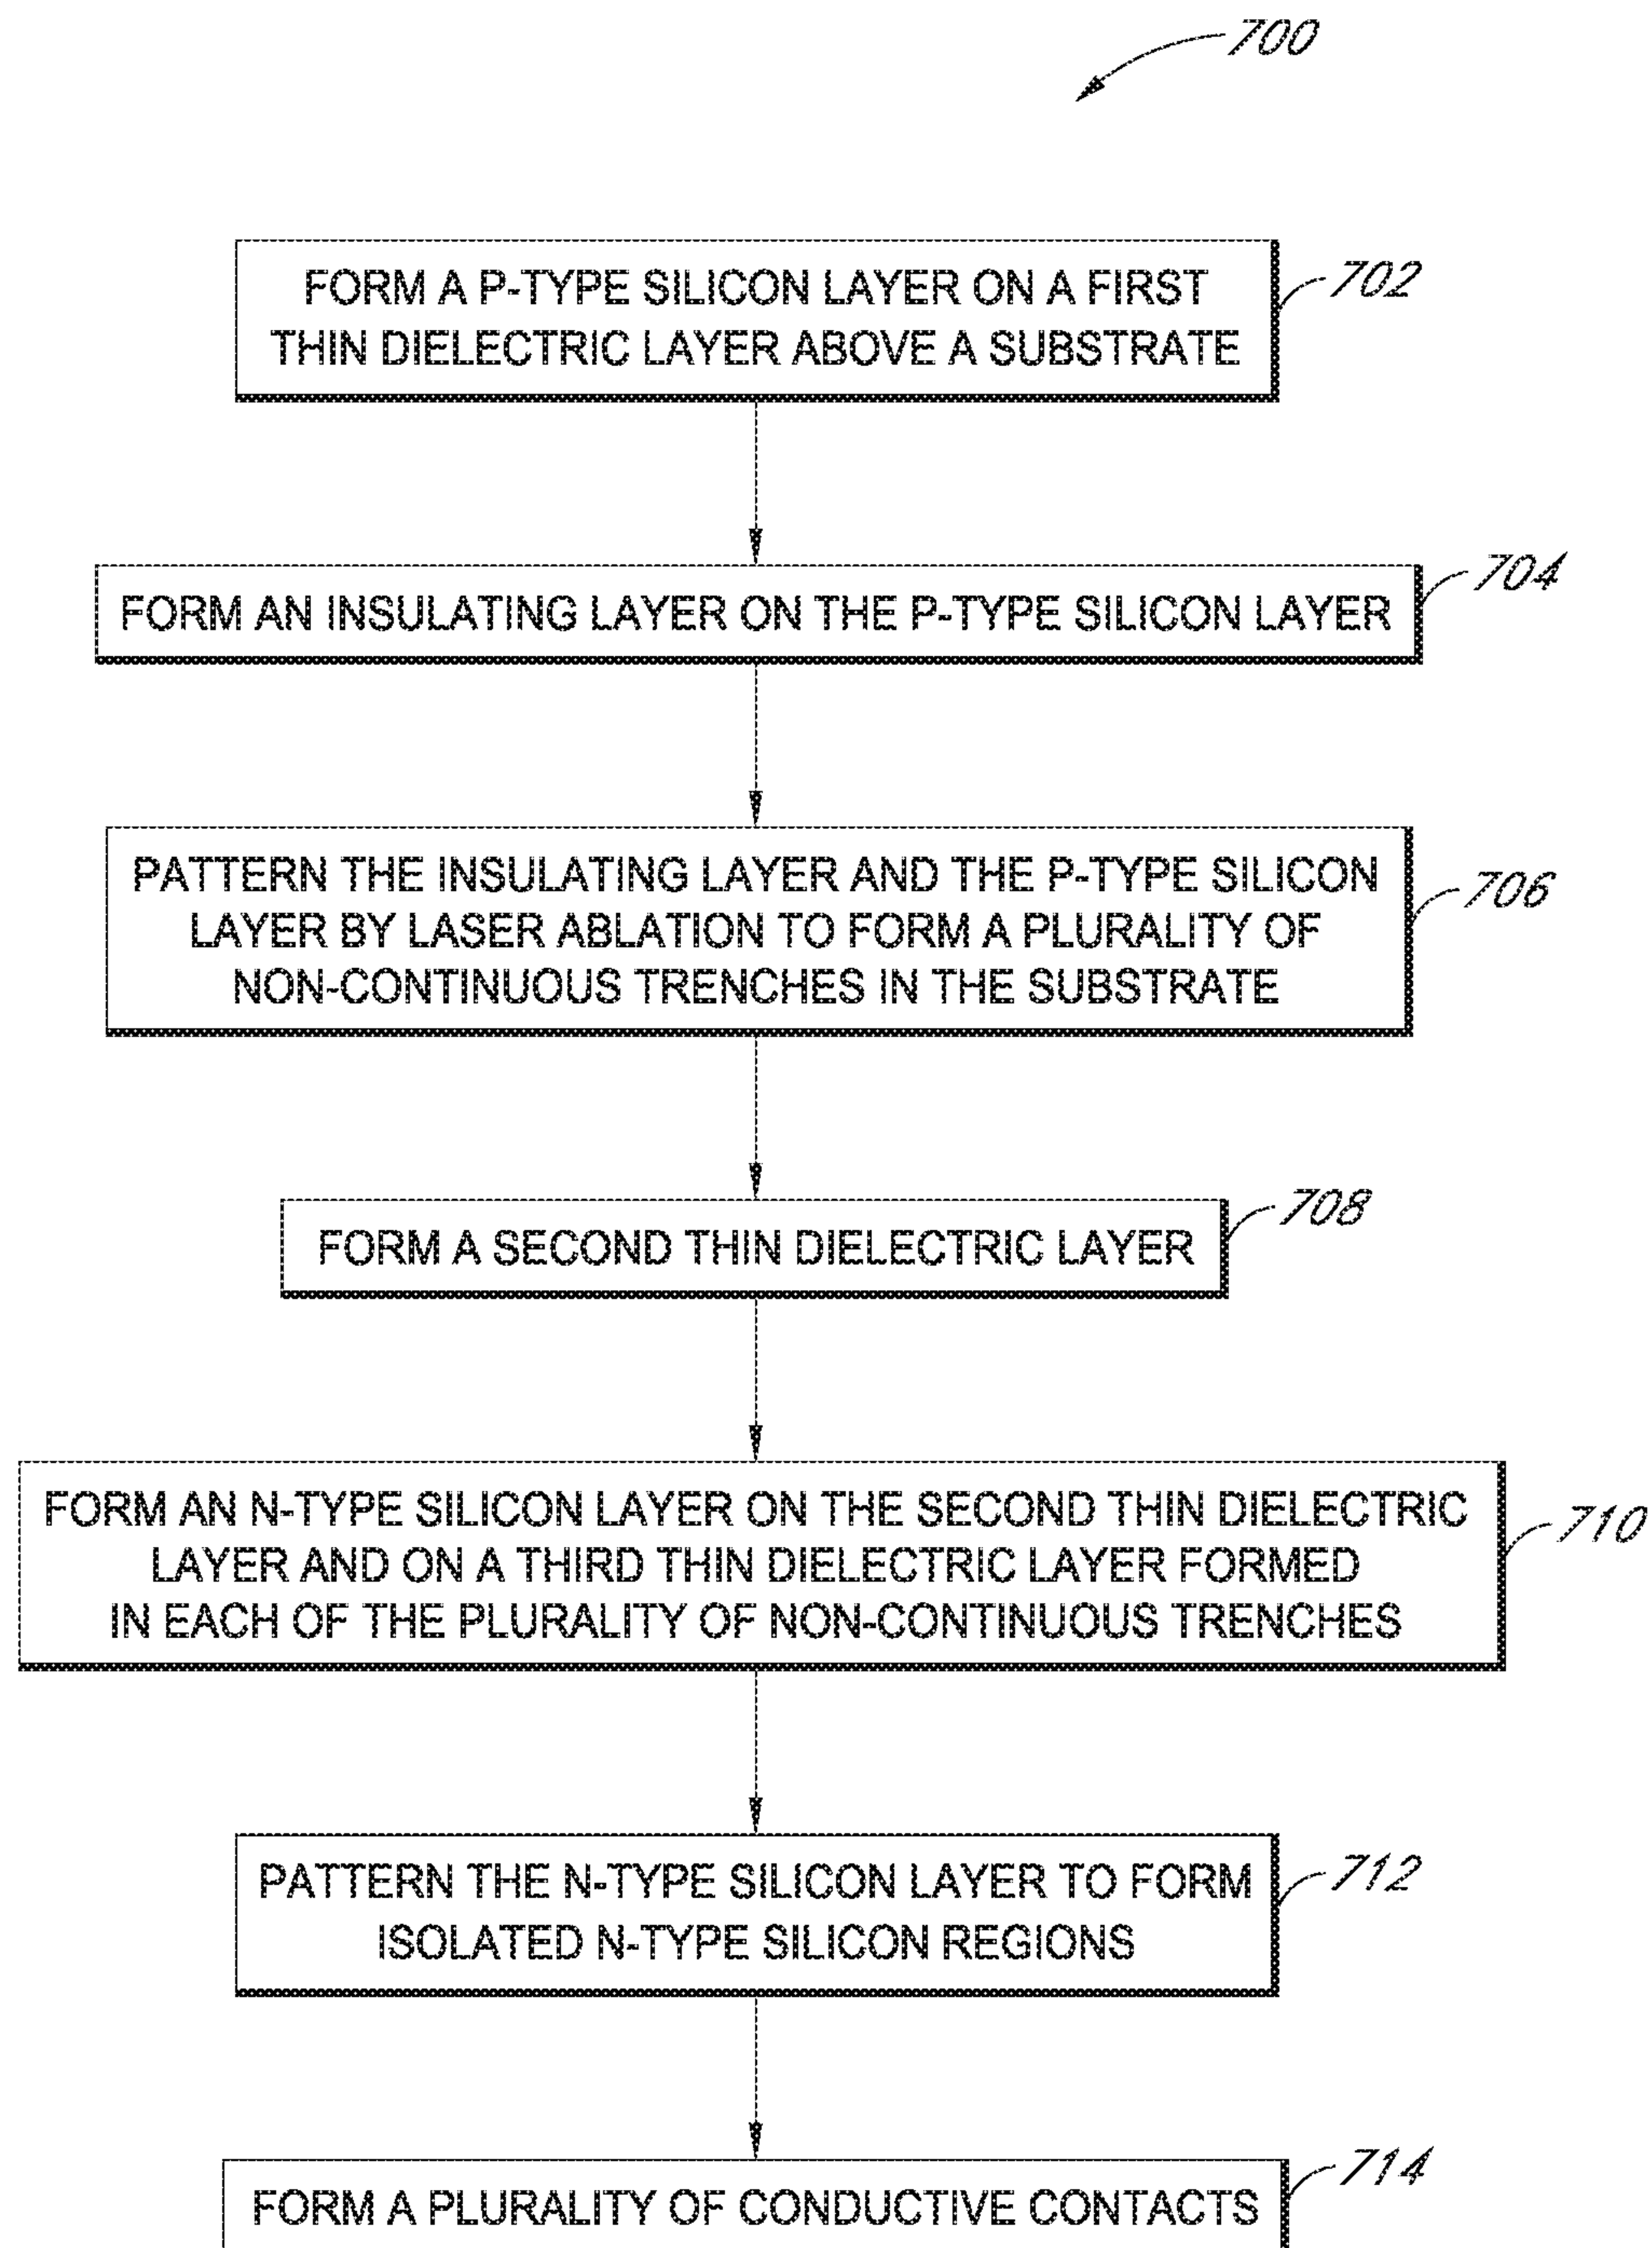 700
FORM A P-TYPE SILICON LAYER ON A FIRST
THIN DIELECTRIC LAYER ABOVE A SUBSTRATE
702
FORM AN INSULATING LAYER ON THE P-TYPE SILICON LAYER
704
PATTERN THE INSULATING LAYER AND THE P-TYPE SILICON
LAYER BY LASER ABLATION TO FORM A PLURALITY OF
NON-CONTINUOUS TRENCHES IN THE SUBSTRATE
706
FORM A SECOND THIN DIELECTRIC LAYER
708
FORM AN N-TYPE SILICON LAYER ON THE SECOND THIN DIELECTRIC
LAYER AND ON A THIRD THIN DIELECTRIC LAYER FORMED
IN EACH OF THE PLURALITY OF NON-CONTINUOUS TRENCHES
710
PATTERN THE N-TYPE SILICON LAYER TO FORM
ISOLATED N-TYPE SILICON REGIONS
712
FORM A PLURALITY OF CONDUCTIVE CONTACTS
714